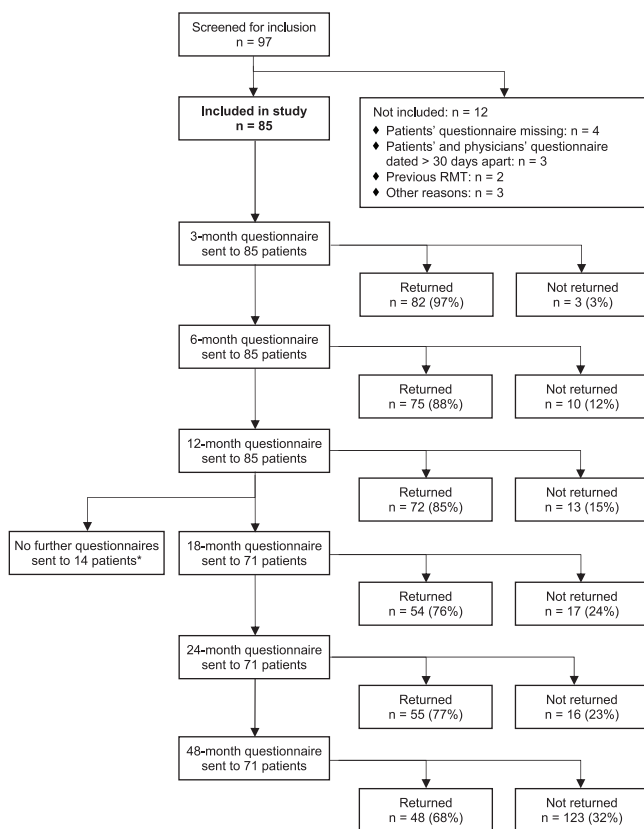 Screened for inclusion
n = 97
Included in study
n = 85
Not included: n = 12
♦ Patients' questionnaire missing: n = 4
♦ Patients' and physicians' questionnaire
dated > 30 days apart: n = 3
♦ Previous RMT: n = 2
♦ Other reasons: n = 3
3-month questionnaire
sent to 85 patients
Returned
n = 82 (97%)
Not returned
n = 3 (3%)
6-month questionnaire
sent to 85 patients
Returned
n = 75 (88%)
Not returned
n = 10 (12%)
12-month questionnaire
sent to 85 patients
Returned
n = 72 (85%)
Not returned
n = 13 (15%)
No further questionnaires
sent to 14 patients*
18-month questionnaire
sent to 71 patients
Returned
n = 54 (76%)
Not returned
n = 17 (24%)
24-month questionnaire
sent to 71 patients
Returned
n = 55 (77%)
Not returned
n = 16 (23%)
48-month questionnaire
sent to 71 patients
Returned
n = 48 (68%)
Not returned
n = 123 (32%)